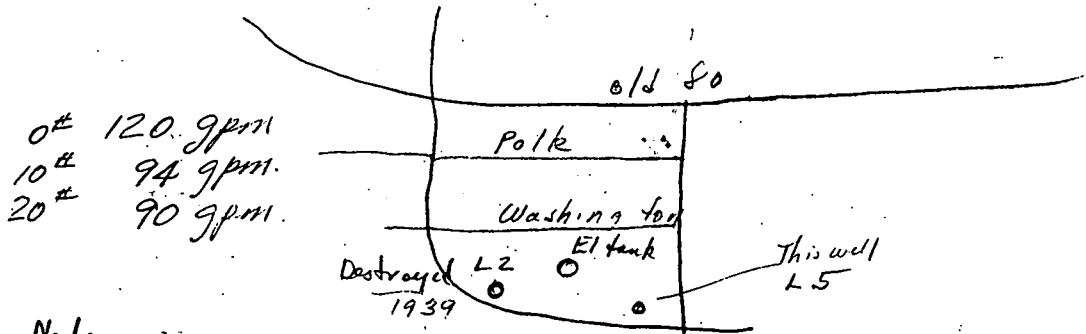 old 80
0# 120 gpm
10# 94 gpm.
20# 90 gpm.
Polk
Washington
El tank
Destroyed L2
1939
This well
L5